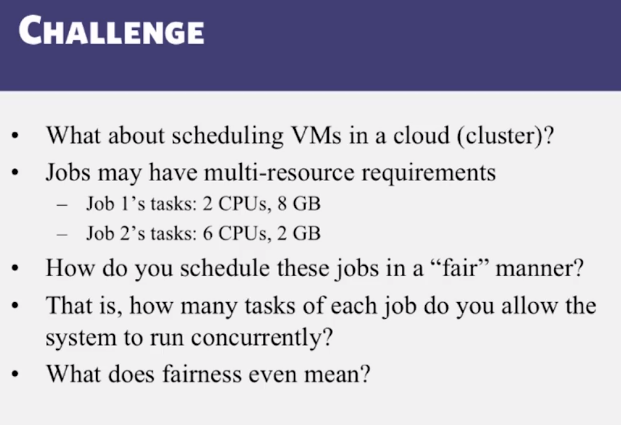 CHALLENGE
• What about scheduling VMs in a cloud (cluster)?
• Jobs may have multi-resource requirements
– Job 1's tasks: 2 CPUs, 8 GB
– Job 2's tasks: 6 CPUs, 2 GB
• How do you schedule these jobs in a “fair” manner?
• That is, how many tasks of each job do you allow the
system to run concurrently?
• What does fairness even mean?